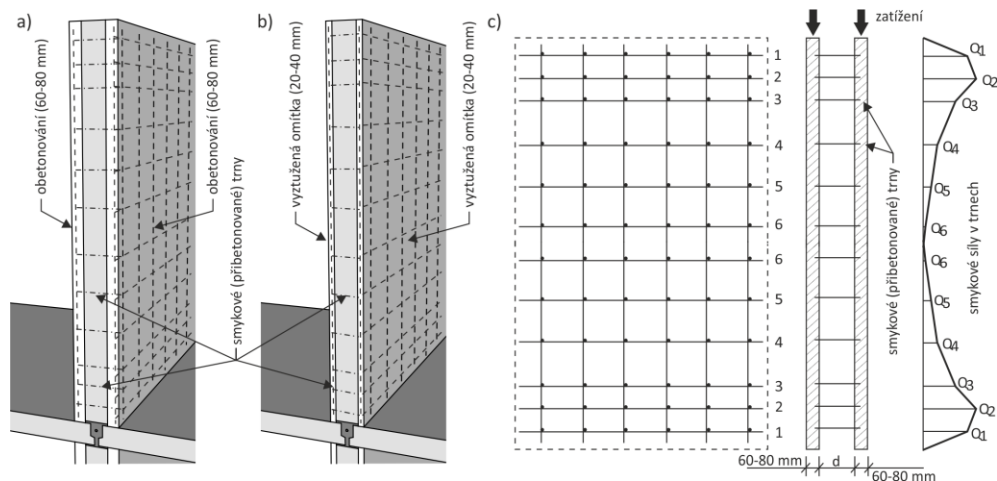 a)
obetonování (60-80 mm)
obetonování (60-80 mm)
smykové (přibetonované) trny
b)
vyztužená omítka (20-40 mm)
vyztužená omítka (20-40 mm)
c)
1
2
3
4
5
6
6
5
4
3
2
1
zatížení
smykové (přibetonované) trny
60-80 mm
d
60-80 mm
Q1
Q2
Q3
Q4
Q5
Q6
Q6
Q5
Q4
Q3
Q2
Q1
smykové síly v trnech